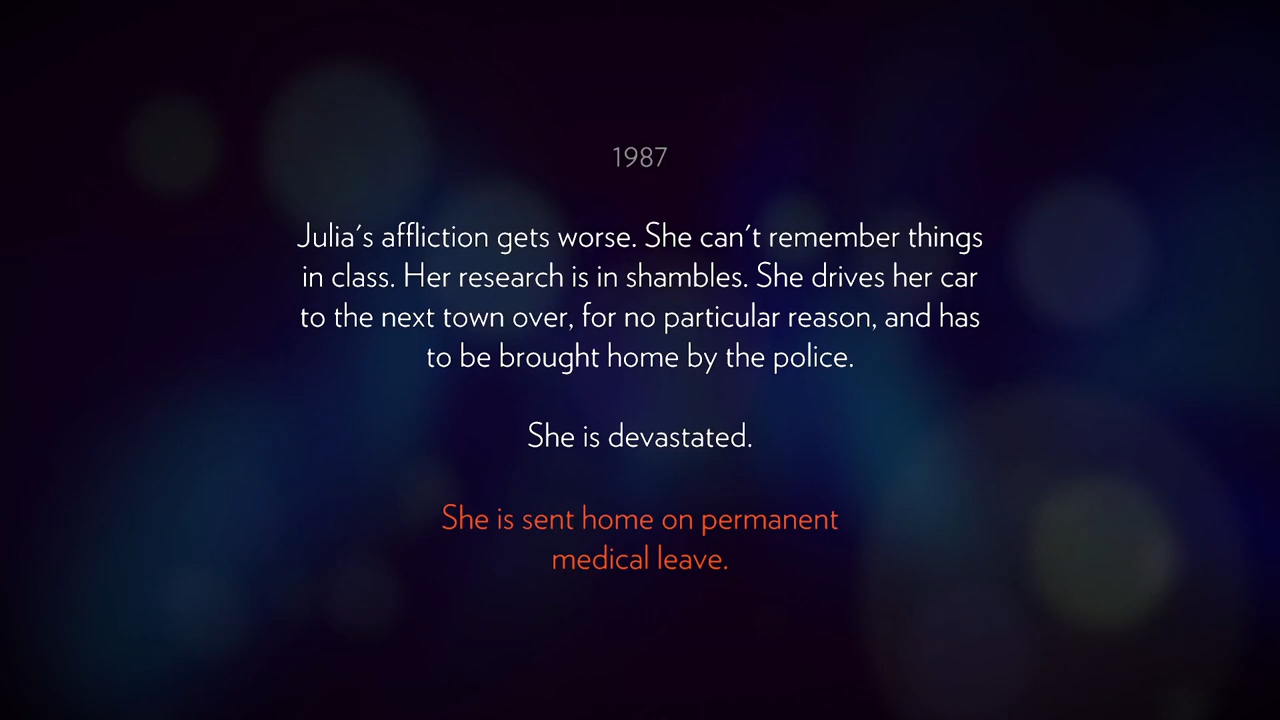 1987
Julia's affliction gets worse. She can't remember things
in class. Her research is in shambles. She drives her car
to the next town over, for no particular reason, and has
to be brought home by the police.
She is devastated.
She is sent home on permanent
medical leave.